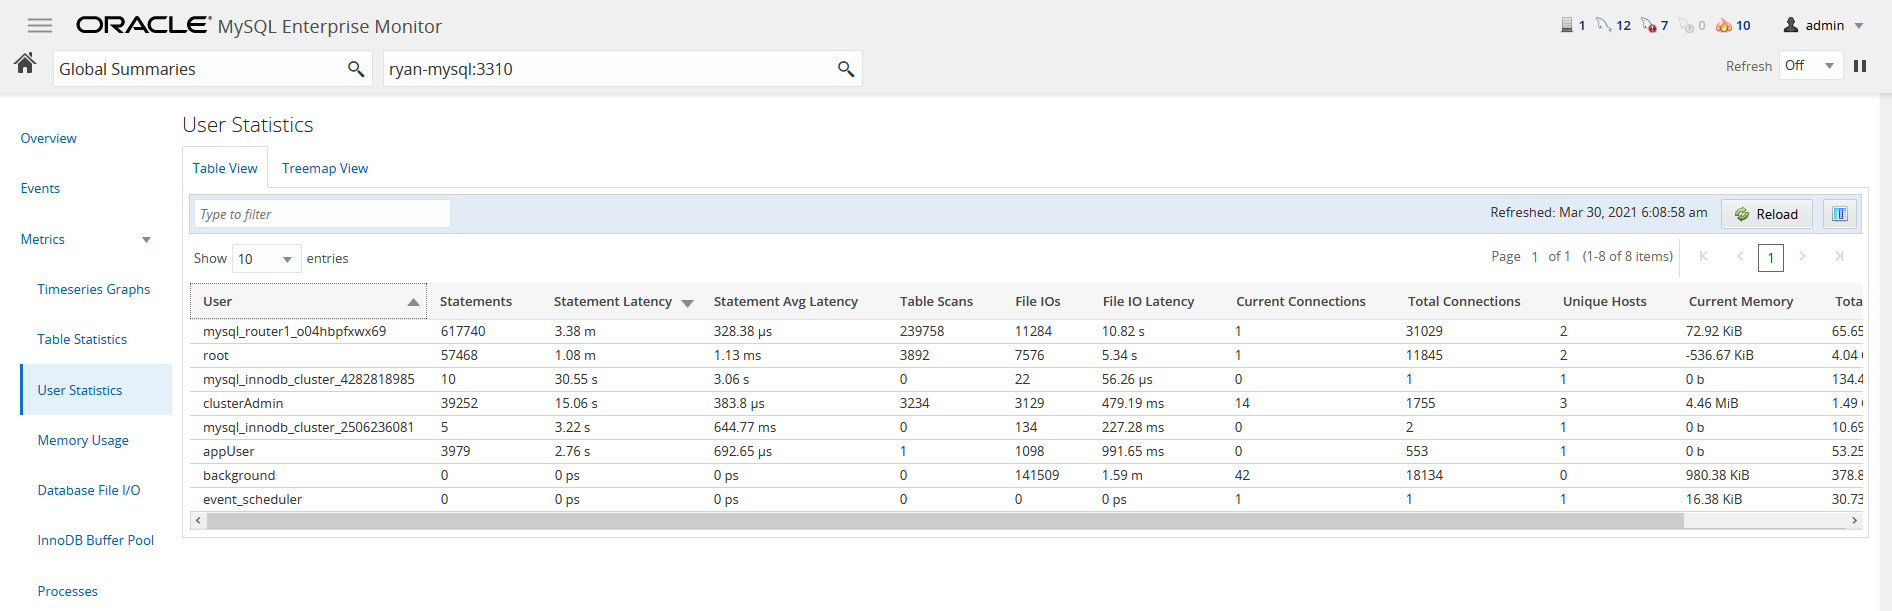 ORACLE MySQL Enterprise Monitor 1 12 7 0 10 admin
Global Summaries ryan-mysql:3310 Refresh Off
User Statistics
Overview
Table View Treemap View
Events
Type to filter Refreshed: Mar 30, 2021 6:08:58 am Reload
Metrics
Show 10 entries Page 1 of 1 (1-8 of 8 items) 1
Timeseries Graphs
User Statements Statement Latency Statement Avg Latency Table Scans File IOs File IO Latency Current Connections Total Connections Unique Hosts Current Memory Tota
mysql_router1_o04hbpfxwx69 617740 3.38 m 328.38 µs 239758 11284 10.82 s 1 31029 2 72.92 KiB 65.65
Table Statistics
root 57468 1.08 m 1.13 ms 3892 7576 5.34 s 1 11845 2 -536.67 KiB 4.04
mysql_innodb_cluster_4282818985 10 30.55 s 3.06 s 0 22 56.26 µs 0 1 1 0 b 134.4
User Statistics
clusterAdmin 39252 15.06 s 383.8 µs 3234 3129 479.19 ms 14 1755 3 4.46 MiB 1.49
mysql_innodb_cluster_2506236081 5 3.22 s 644.77 ms 0 134 227.28 ms 0 2 1 0 b 10.69
Memory Usage
appUser 3979 2.76 s 692.65 µs 1 1098 991.65 ms 0 553 1 0 b 53.25
background 0 0 ps 0 ps 0 141509 1.59 m 42 18134 0 980.38 KiB 378.8
Database File I/O
event_scheduler 0 0 ps 0 ps 0 0 0 ps 1 1 1 16.38 KiB 30.73
InnoDB Buffer Pool
Processes